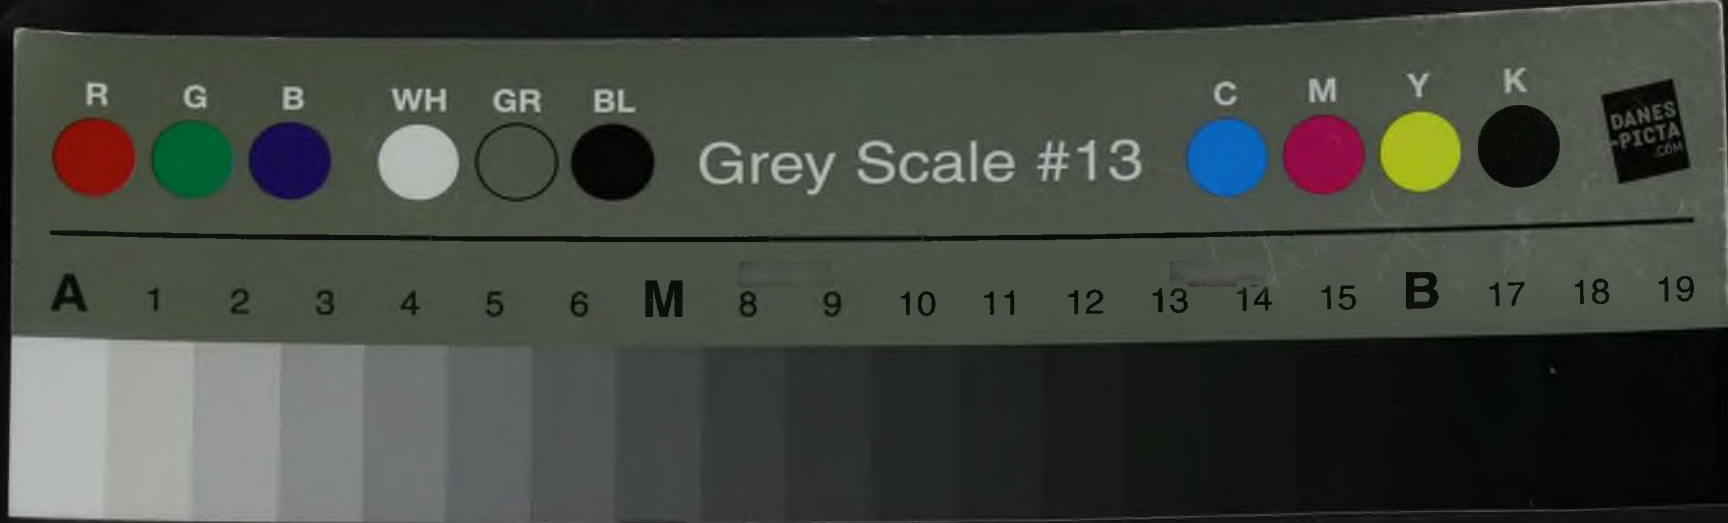 R G B WH GR BL C M Y K
Grey Scale #13
DANES
-PICTA
.COM
A 1 2 3 4 5 6 M 8 9 10 11 12 13 14 15 B 17 18 19